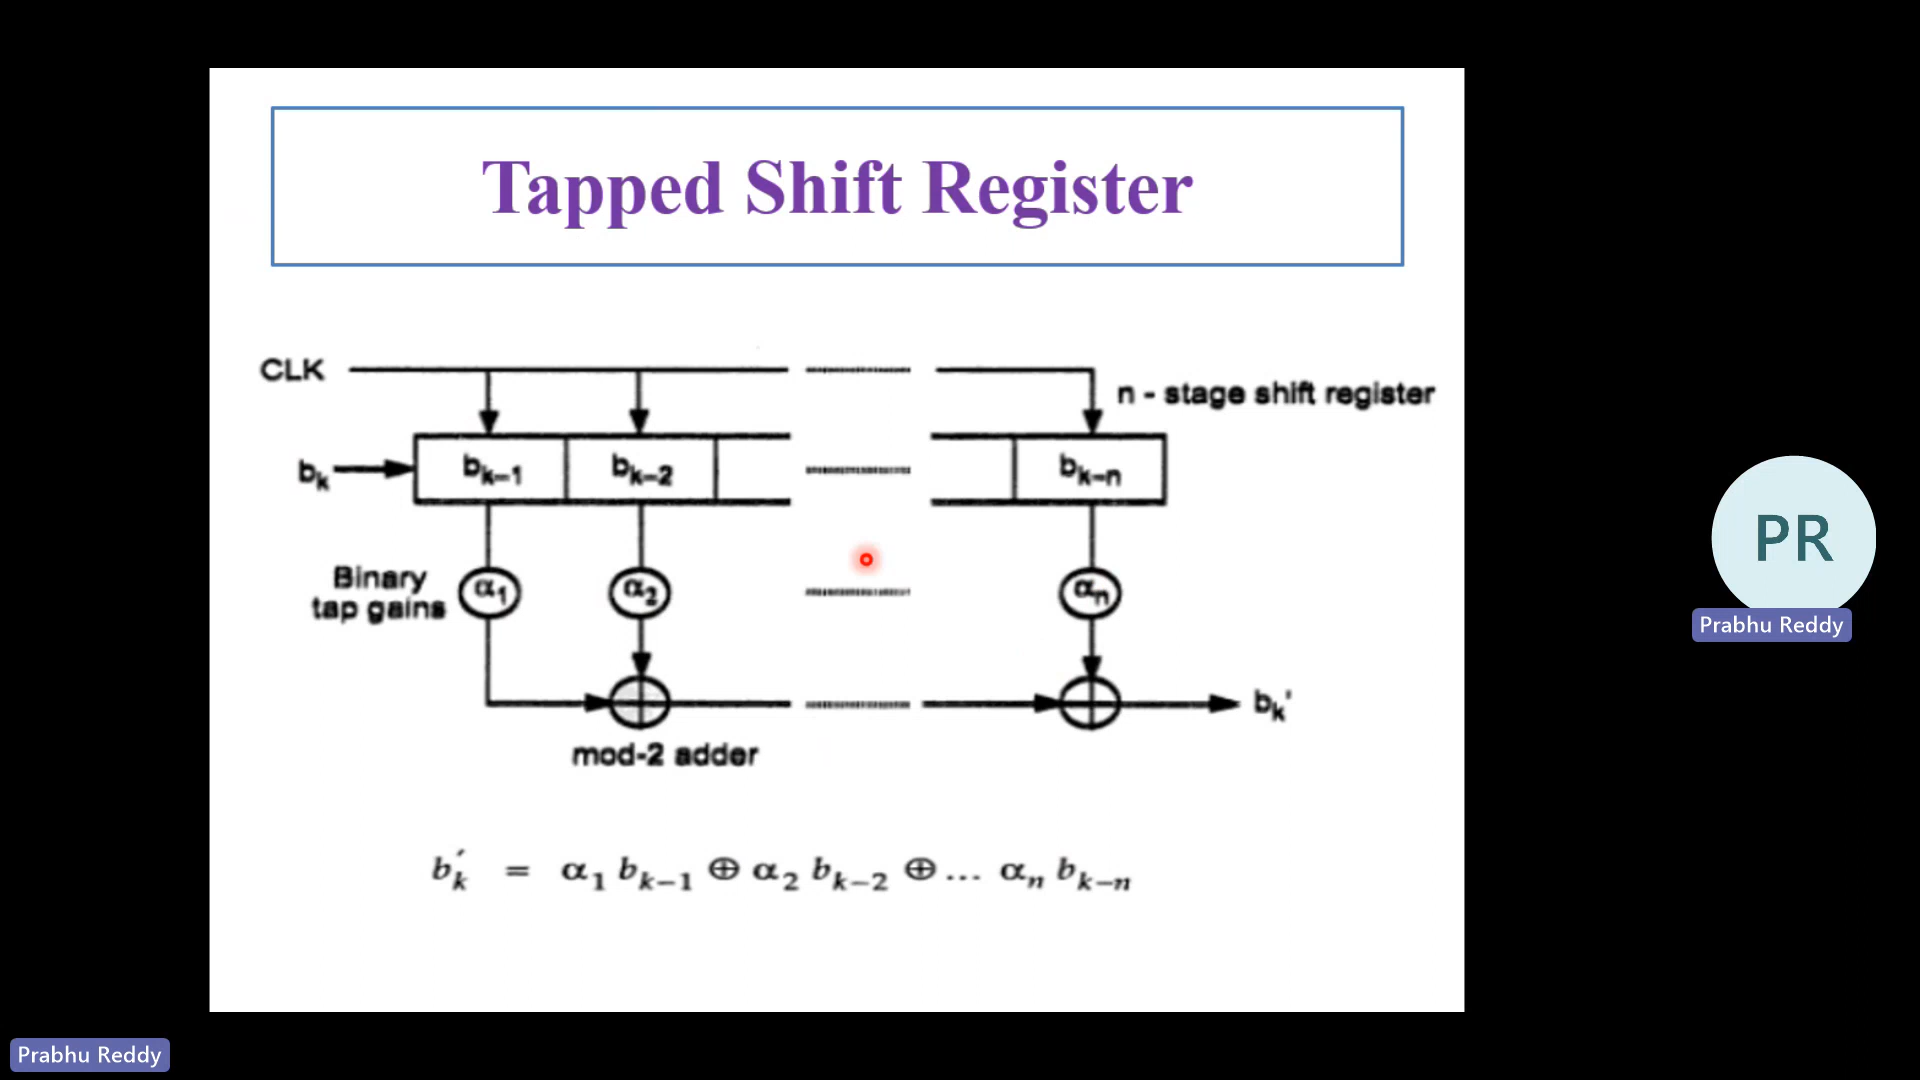 Tapped Shift Register
CLK
n - stage shift register
bₖ
bₖ₋₁
bₖ₋₂
bₖ₋ₙ
Binary
tap gains
α₁
α₂
αₙ
bₖ'
mod-2 adder
bₖ′ = α₁ bₖ₋₁ ⊕ α₂ bₖ₋₂ ⊕ ... αₙ bₖ₋ₙ
PR
Prabhu Reddy
Prabhu Reddy